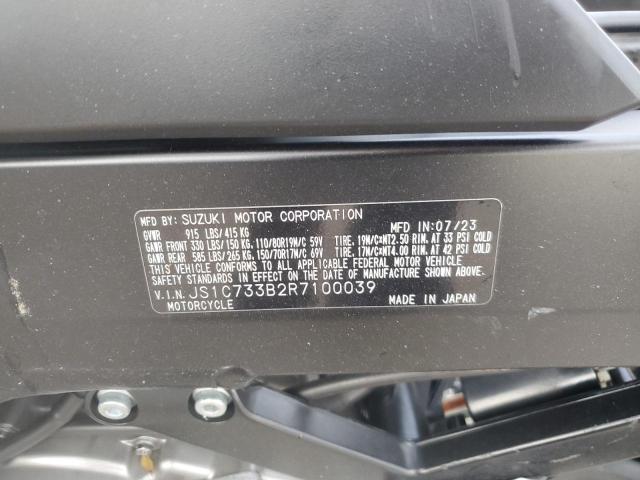 MFD BY: SUZUKI MOTOR CORPORATION
GVWR 915 LBS/415 KG MFD IN:07/23
GAWR FRONT 330 LBS/150 KG, 110/80R19M/C 59V TIRE, 19M/C×MT2.50 RIM, AT 33 PSI COLD
GAWR REAR 585 LBS/265 KG, 150/70R17M/C 69V TIRE, 17M/C×MT4.00 RIM, AT 42 PSI COLD
THIS VEHICLE CONFORMS TO ALL APPLICABLE FEDERAL MOTOR VEHICLE
SAFETY STANDARDS IN EFFECT ON THE DATE OF MANUFACTURE SHOWN ABOVE.
V.I.N. JS1C733B2R7100039 MADE IN JAPAN
MOTORCYCLE